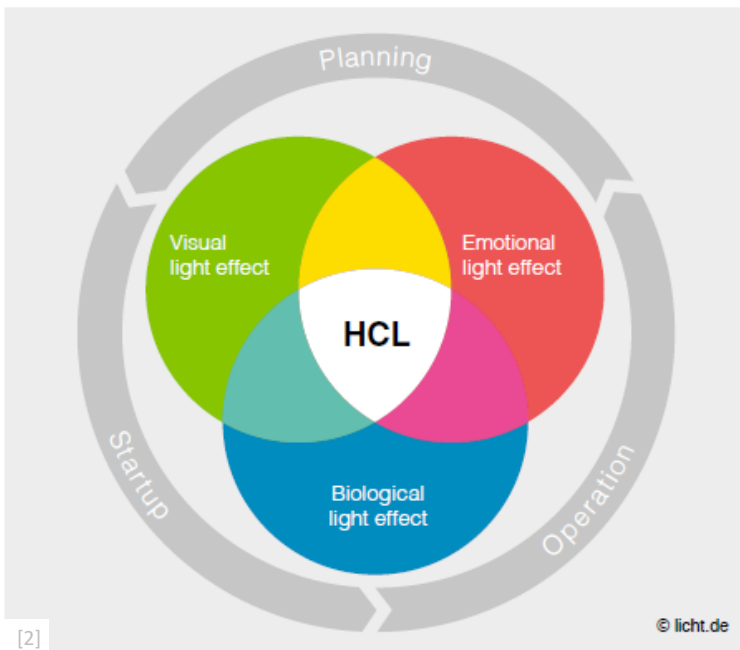 Planning
Visual
light effect
Emotional
light effect
HCL
Startup
Biological
light effect
Operation
© licht.de
[2]